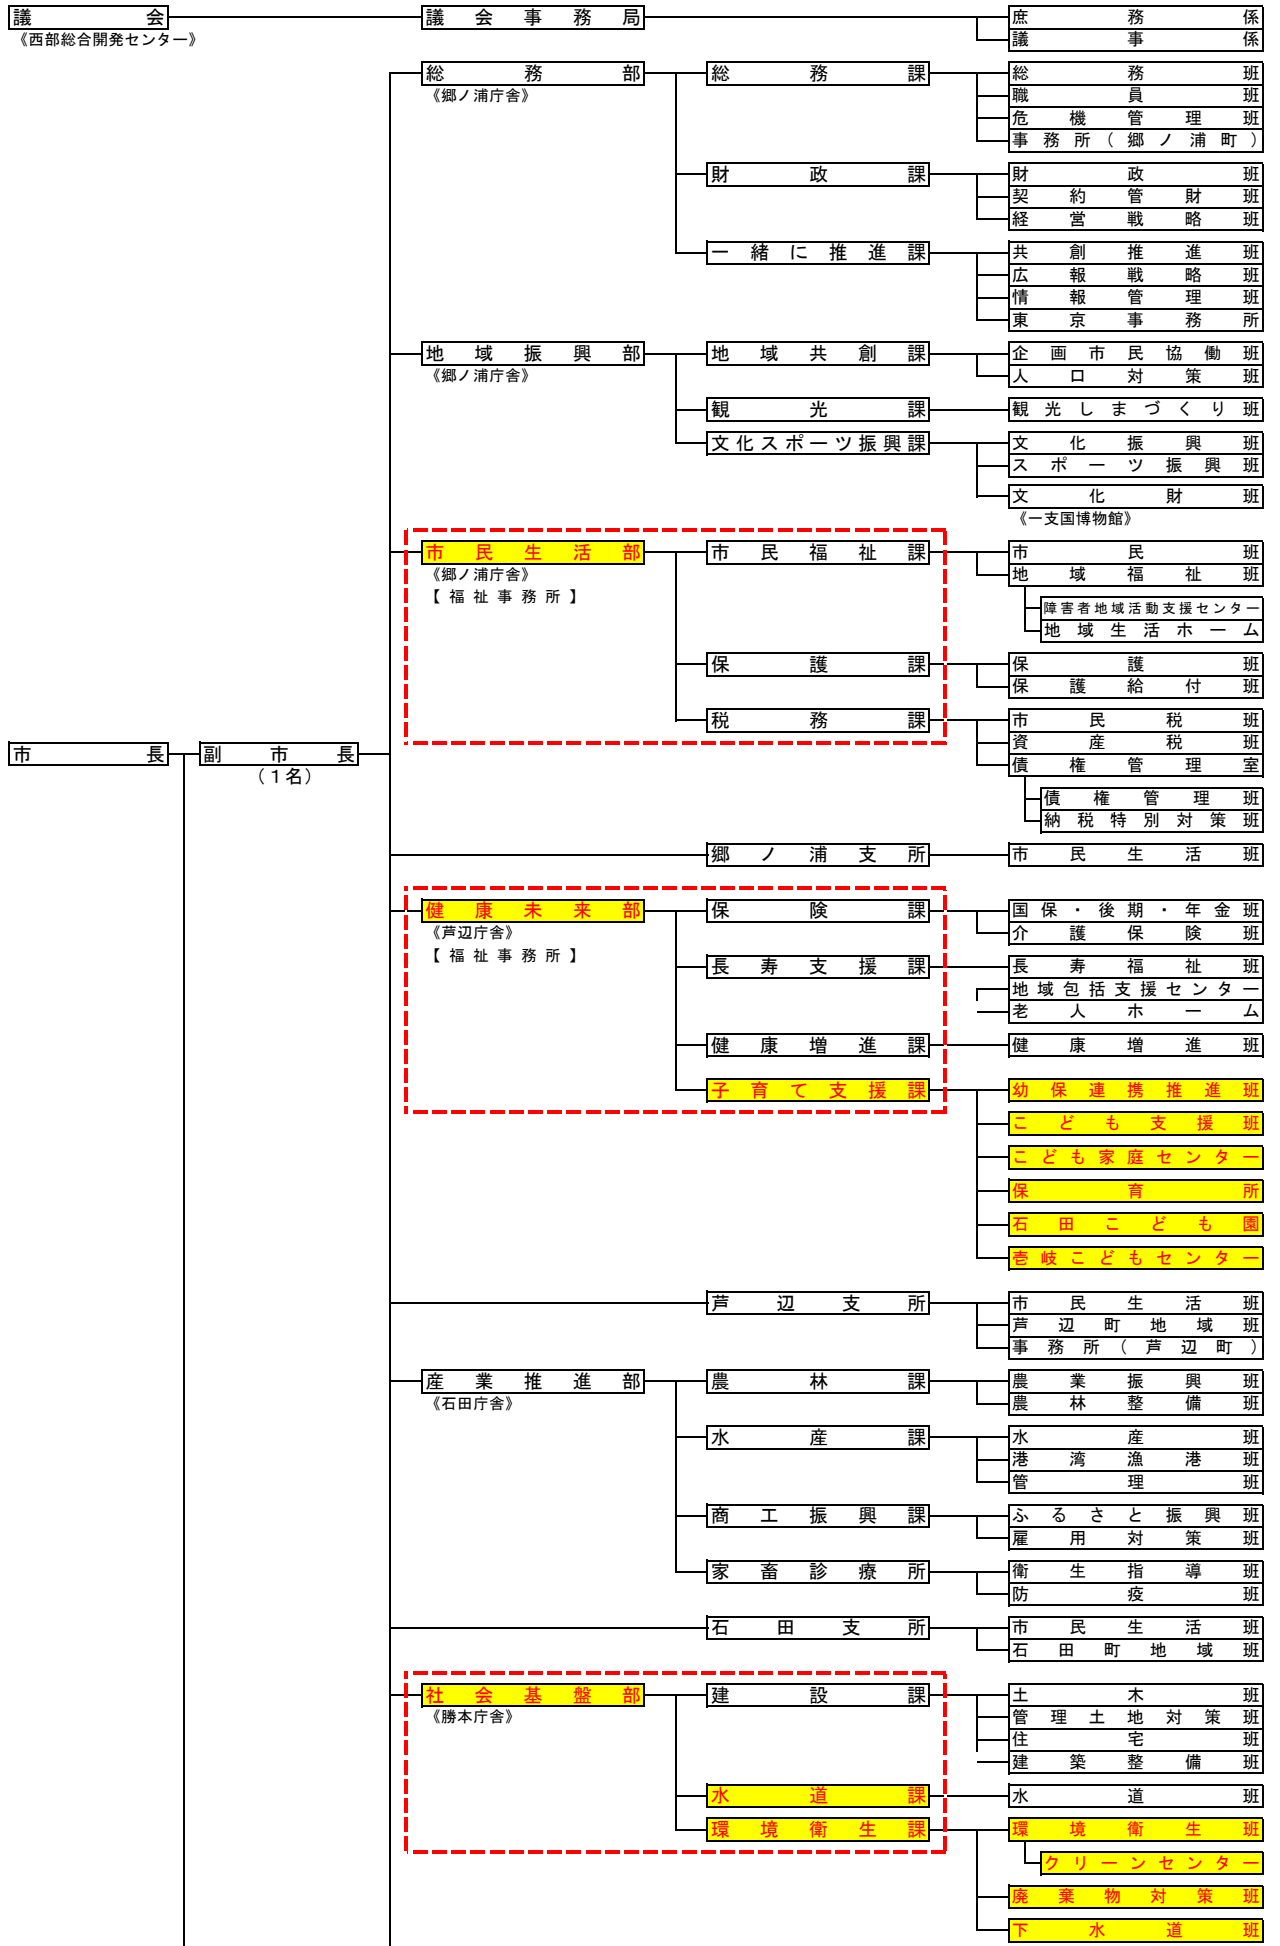 議会 議会事務局 庶務係
《西部総合開発センター》 議事係
総務部 総務課 総務班
《郷ノ浦庁舎》 職員班
危機管理班
事務所(郷ノ浦町)
財政課 財政班
契約管財班
経営戦略班
一緒に推進課 共創推進班
広報戦略班
情報管理班
東京事務所
地域振興部 地域共創課 企画市民協働班
《郷ノ浦庁舎》 人口対策班
観光課 観光しまづくり班
文化スポーツ振興課 文化振興班
スポーツ振興班
文化財班
《一支国博物館》
市民生活部 市民福祉課 市民班
《郷ノ浦庁舎》 地域福祉班
【福祉事務所】
障害者地域活動支援センター
地域生活ホーム
保護課 保護班
保護給付班
税務課 市民税班
資産税班
市長 副市長 債権管理室
(1名)
債権管理班
納税特別対策班
郷ノ浦支所 市民生活班
健康未来部 保険課 国保・後期・年金班
《芦辺庁舎》 介護保険班
【福祉事務所】
長寿支援課 長寿福祉班
地域包括支援センター
老人ホーム
健康増進課 健康増進班
子育て支援課 幼保連携推進班
こども支援班
こども家庭センター
保育所
石田こども園
壱岐こどもセンター
芦辺支所 市民生活班
芦辺町地域班
事務所(芦辺町)
産業推進部 農林課 農業振興班
《石田庁舎》 農林整備班
水産課 水産班
港湾漁港班
管理班
商工振興課 ふるさと振興班
雇用対策班
家畜診療所 衛生指導班
防疫班
石田支所 市民生活班
石田町地域班
社会基盤部 建設課 土木班
《勝本庁舎》 管理土地対策班
住宅班
建築整備班
水道課 水道班
環境衛生課 環境衛生班
クリーンセンター
廃棄物対策班
下水道班